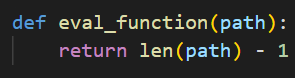 def eval_function(path):
    return len(path) - 1